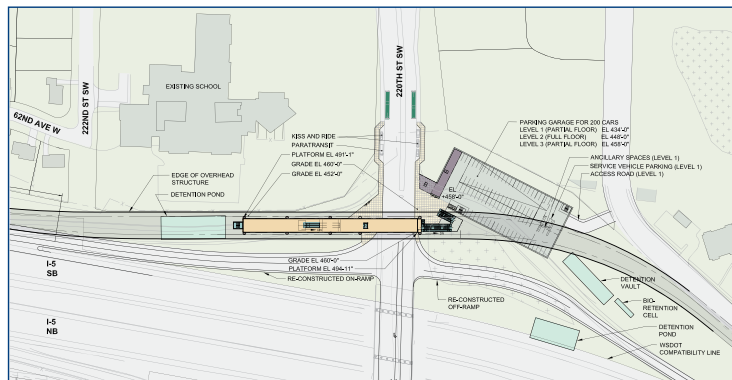 222ND ST SW
EXISTING SCHOOL
62ND AVE W
220TH ST SW
KISS AND RIDE
PARATRANSIT
PLATFORM EL 491'-1"
GRADE EL 460'-0"
GRADE EL 452'-0"
PARKING GARAGE FOR 200 CARS
LEVEL 1 (PARTIAL FLOOR) EL 434'-0"
LEVEL 2 (FULL FLOOR) EL 446'-0"
LEVEL 3 (PARTIAL FLOOR) EL 458'-0"
ANCILLARY SPACES (LEVEL 1)
SERVICE VEHICLE PARKING (LEVEL 1)
ACCESS ROAD (LEVEL 1)
EDGE OF OVERHEAD
STRUCTURE
DETENTION POND
EL
+458'-0"
I-5
SB
GRADE EL 460'-0"
PLATFORM EL 494'-11"
RE-CONSTRUCTED ON-RAMP
RE-CONSTRUCTED
OFF-RAMP
DETENTION
VAULT
BIO-
RETENTION
CELL
DETENTION
POND
WSDOT
COMPATIBILITY LINE
I-5
NB